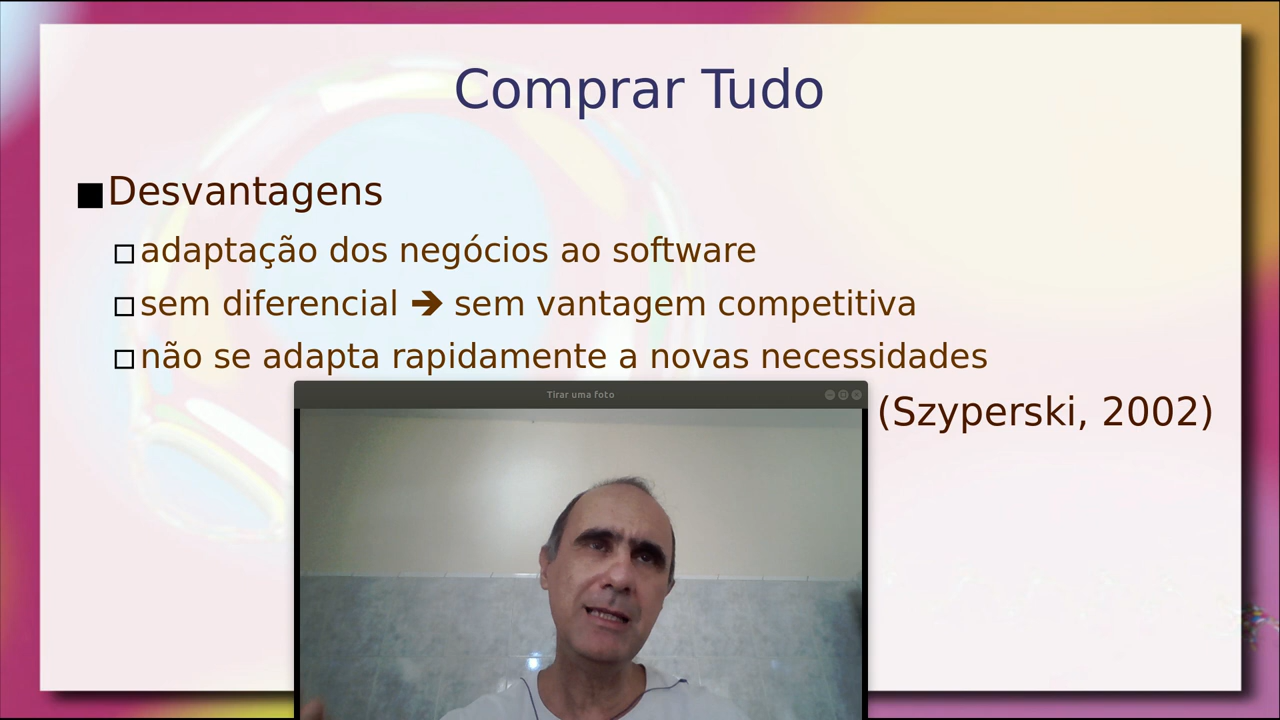 Comprar Tudo
Desvantagens
adaptação dos negócios ao software
sem diferencial ➔ sem vantagem competitiva
não se adapta rapidamente a novas necessidades
(Szyperski, 2002)
Tirar uma foto